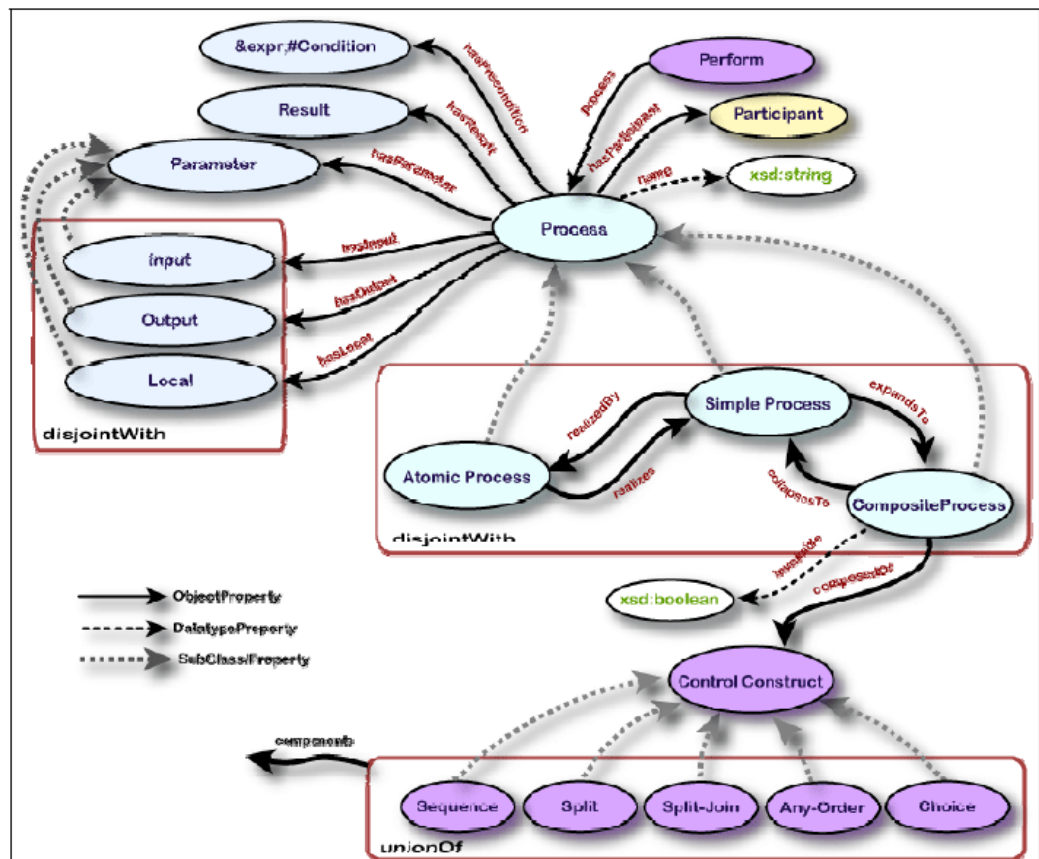 &expr;#Condition
Perform
hasPrecondition
process
Result
hasResult
hasParticipant
Participant
Parameter
hasParameter
name
xsd:string
Process
Input
hasInput
Output
hasOutput
Local
hasLocal
disjointWith
Simple Process
expandsTo
realizedBy
Atomic Process
realizes
collapsesTo
CompositeProcess
disjointWith
invokable
composedOf
xsd:boolean
ObjectProperty
DatatypeProperty
SubClass/Property
Control Construct
components
Sequence
Split
Split-Join
Any-Order
Choice
unionOf